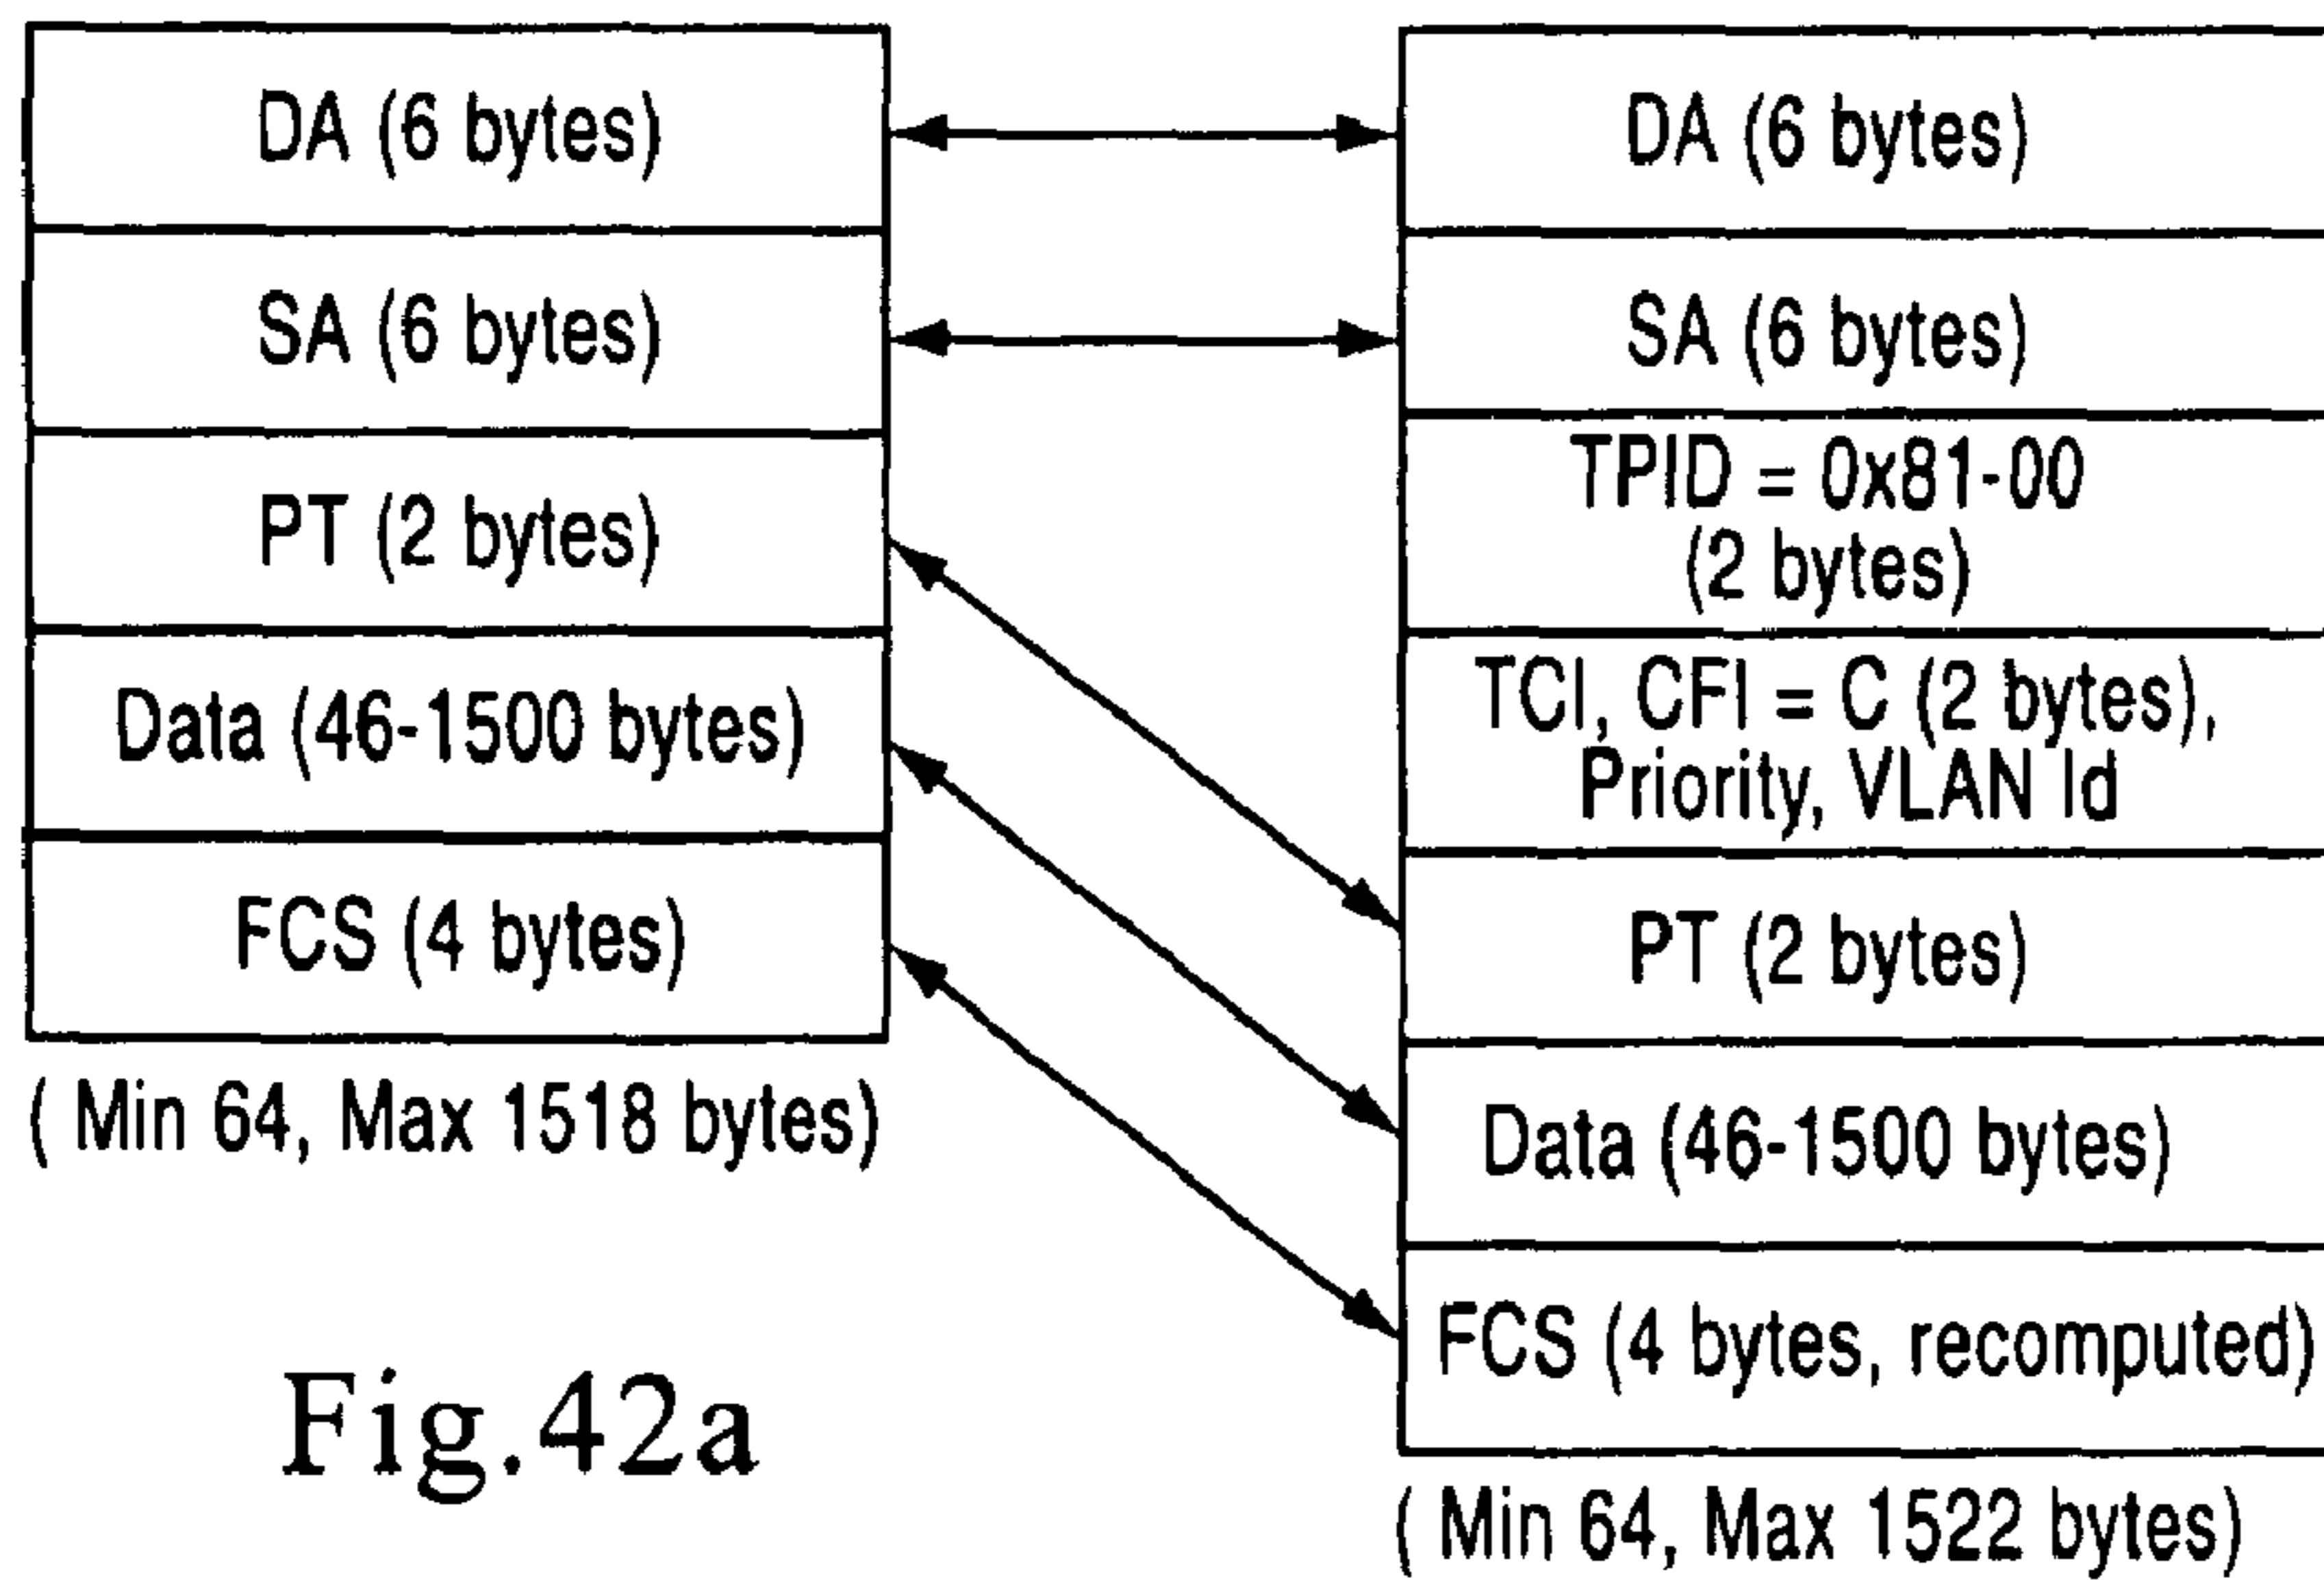 DA (6 bytes)
SA (6 bytes)
PT (2 bytes)
Data (46-1500 bytes)
FCS (4 bytes)
( Min 64, Max 1518 bytes)
DA (6 bytes)
SA (6 bytes)
TPID = 0x81-00
(2 bytes)
TCI, CFI = C (2 bytes),
Priority, VLAN Id
PT (2 bytes)
Data (46-1500 bytes)
FCS (4 bytes, recomputed)
( Min 64, Max 1522 bytes)
Fig.42a